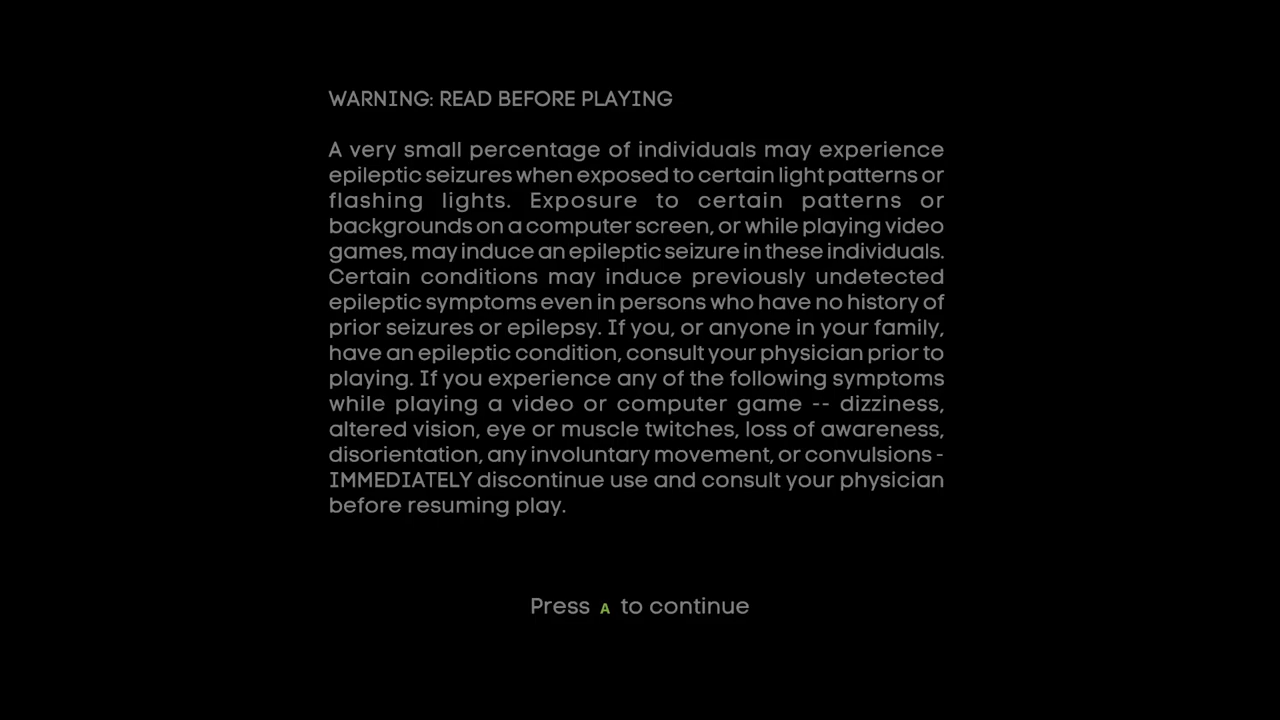 WARNING: READ BEFORE PLAYING
A very small percentage of individuals may experience
epileptic seizures when exposed to certain light patterns or
flashing lights. Exposure to certain patterns or
backgrounds on a computer screen, or while playing video
games, may induce an epileptic seizure in these individuals.
Certain conditions may induce previously undetected
epileptic symptoms even in persons who have no history of
prior seizures or epilepsy. If you, or anyone in your family,
have an epileptic condition, consult your physician prior to
playing. If you experience any of the following symptoms
while playing a video or computer game -- dizziness,
altered vision, eye or muscle twitches, loss of awareness,
disorientation, any involuntary movement, or convulsions -
IMMEDIATELY discontinue use and consult your physician
before resuming play.
Press A to continue